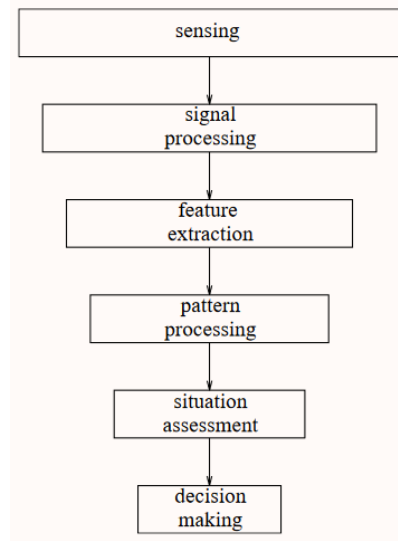 sensing
signal
processing
feature
extraction
pattern
processing
situation
assessment
decision
making